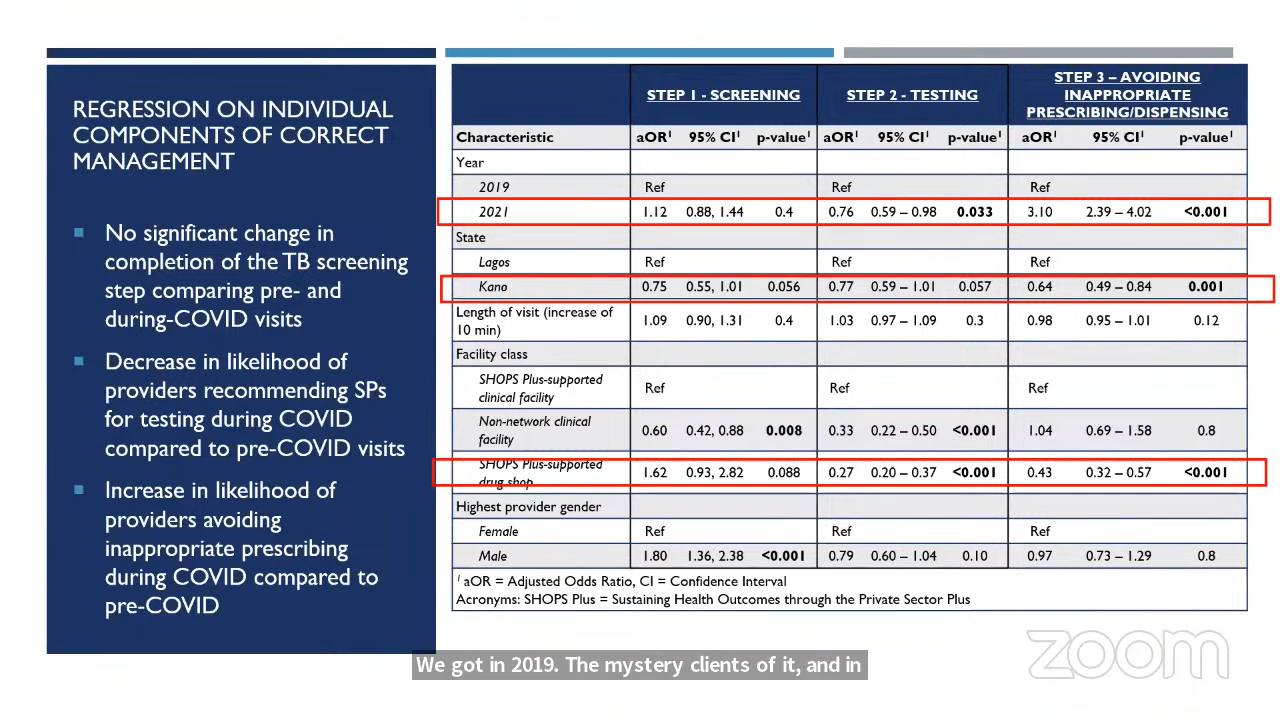 REGRESSION ON INDIVIDUAL
COMPONENTS OF CORRECT
MANAGEMENT
No significant change in
completion of the TB screening
step comparing pre- and
during-COVID visits
Decrease in likelihood of
providers recommending SPs
for testing during COVID
compared to pre-COVID visits
Increase in likelihood of
providers avoiding
inappropriate prescribing
during COVID compared to
pre-COVID
STEP 1 - SCREENING STEP 2 - TESTING STEP 3 – AVOIDING
INAPPROPRIATE
PRESCRIBING/DISPENSING
Characteristic aOR¹ 95% CI¹ p-value¹ aOR¹ 95% CI¹ p-value¹ aOR¹ 95% CI¹ p-value¹
Year
2019 Ref Ref Ref
2021 1.12 0.88, 1.44 0.4 0.76 0.59 – 0.98 0.033 3.10 2.39 – 4.02 <0.001
State
Lagos Ref Ref Ref
Kano 0.75 0.55, 1.01 0.056 0.77 0.59 – 1.01 0.057 0.64 0.49 – 0.84 0.001
Length of visit (increase of
10 min) 1.09 0.90, 1.31 0.4 1.03 0.97 – 1.09 0.3 0.98 0.95 – 1.01 0.12
Facility class
SHOPS Plus-supported
clinical facility Ref Ref Ref
Non-network clinical
facility 0.60 0.42, 0.88 0.008 0.33 0.22 – 0.50 <0.001 1.04 0.69 – 1.58 0.8
SHOPS Plus-supported
drug shop 1.62 0.93, 2.82 0.088 0.27 0.20 – 0.37 <0.001 0.43 0.32 – 0.57 <0.001
Highest provider gender
Female Ref Ref Ref
Male 1.80 1.36, 2.38 <0.001 0.79 0.60 – 1.04 0.10 0.97 0.73 – 1.29 0.8
¹ aOR = Adjusted Odds Ratio, CI = Confidence Interval
Acronyms: SHOPS Plus = Sustaining Health Outcomes through the Private Sector Plus
zoom
We got in 2019. The mystery clients of it, and in